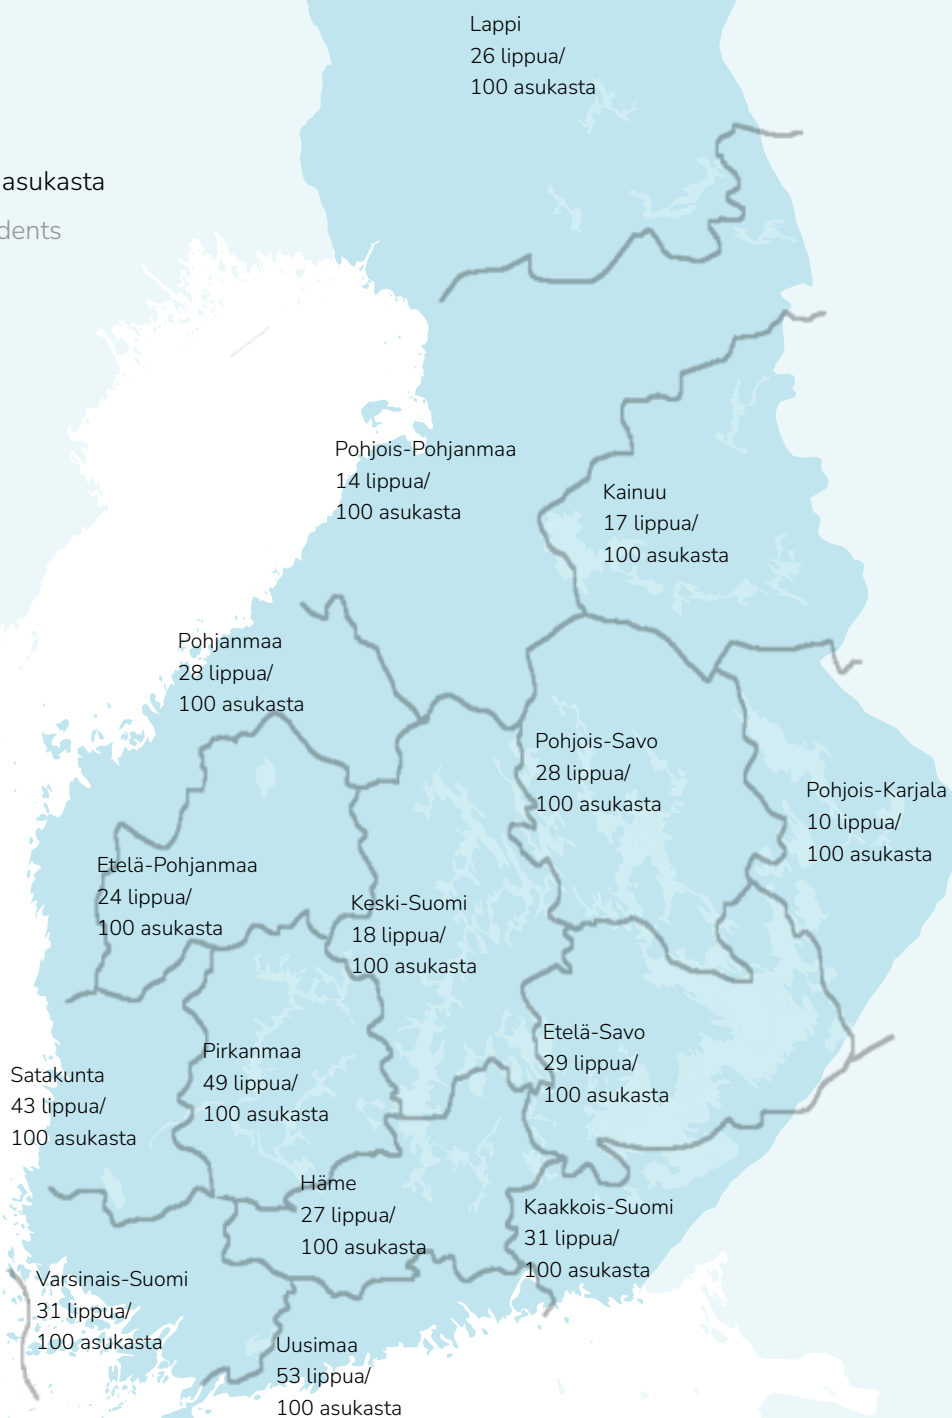 Lappi
26 lippua/
100 asukasta
asukasta
dents
Pohjois-Pohjanmaa
14 lippua/
100 asukasta
Kainuu
17 lippua/
100 asukasta
Pohjanmaa
28 lippua/
100 asukasta
Pohjois-Savo
28 lippua/
100 asukasta
Pohjois-Karjala
10 lippua/
100 asukasta
Etelä-Pohjanmaa
24 lippua/
100 asukasta
Keski-Suomi
18 lippua/
100 asukasta
Etelä-Savo
29 lippua/
100 asukasta
Pirkanmaa
49 lippua/
100 asukasta
Satakunta
43 lippua/
100 asukasta
Häme
27 lippua/
100 asukasta
Kaakkois-Suomi
31 lippua/
100 asukasta
Varsinais-Suomi
31 lippua/
100 asukasta
Uusimaa
53 lippua/
100 asukasta